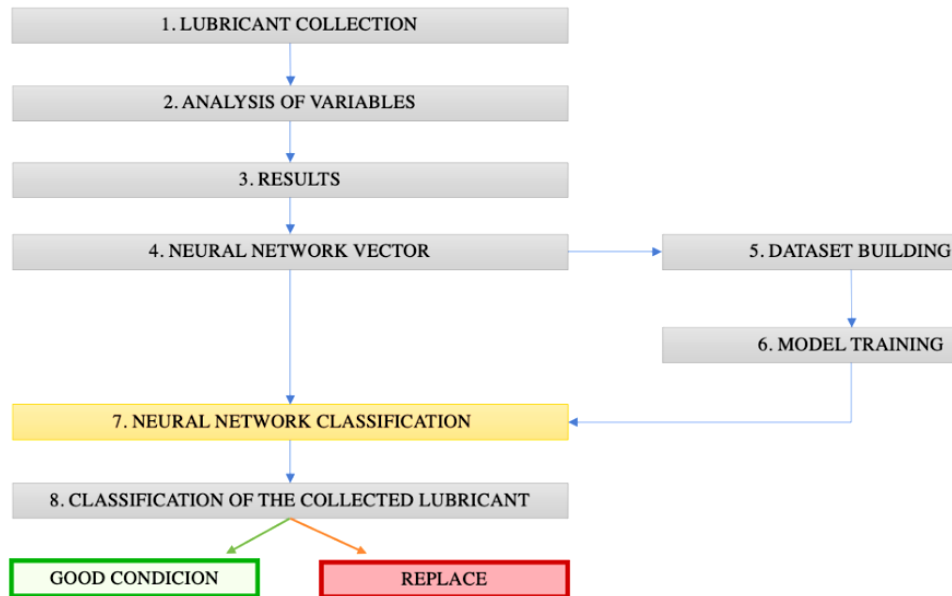 1. LUBRICANT COLLECTION
2. ANALYSIS OF VARIABLES
3. RESULTS
4. NEURAL NETWORK VECTOR
5. DATASET BUILDING
6. MODEL TRAINING
7. NEURAL NETWORK CLASSIFICATION
8. CLASSIFICATION OF THE COLLECTED LUBRICANT
GOOD CONDICION
REPLACE